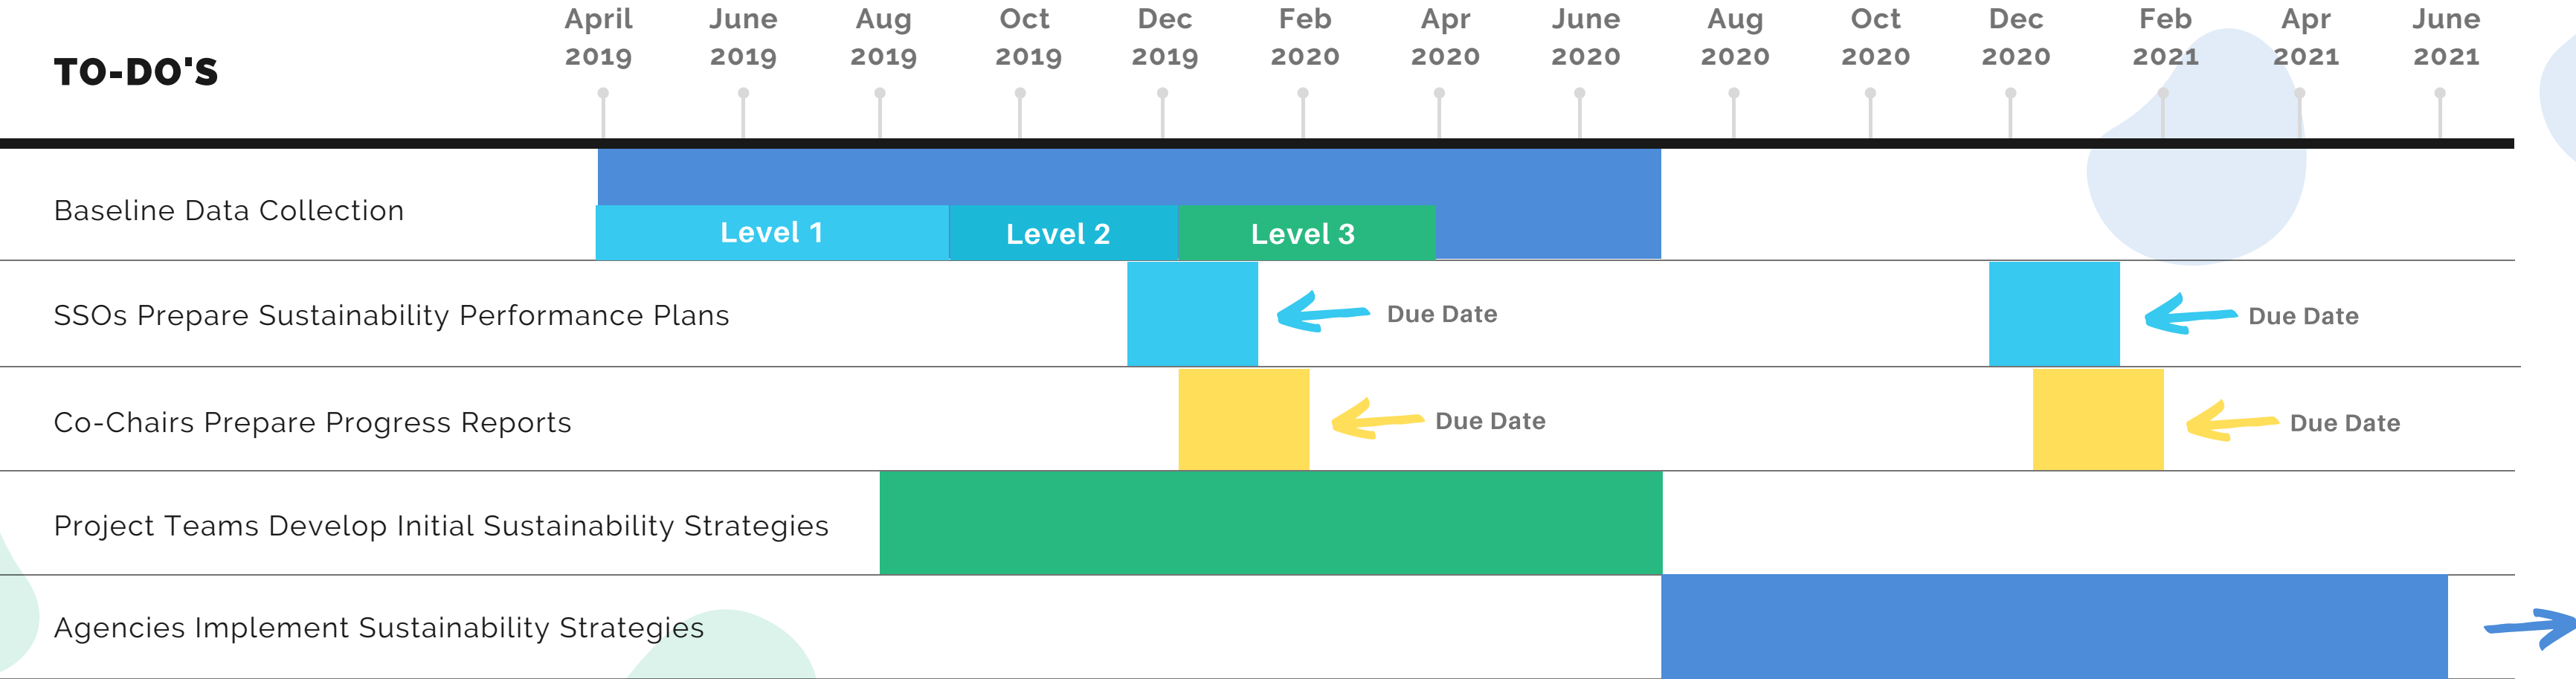 April June Aug Oct Dec Feb Apr June Aug Oct Dec Feb Apr June
2019 2019 2019 2019 2019 2020 2020 2020 2020 2020 2020 2021 2021 2021
TO-DO'S
Baseline Data Collection
Level 1 Level 2 Level 3
SSOs Prepare Sustainability Performance Plans Due Date Due Date
Co-Chairs Prepare Progress Reports Due Date Due Date
Project Teams Develop Initial Sustainability Strategies
Agencies Implement Sustainability Strategies